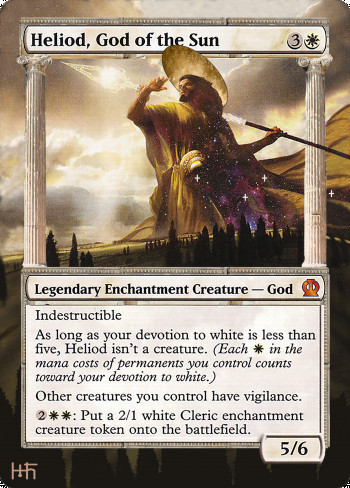 Heliod, God of the Sun 3
Legendary Enchantment Creature — God
Indestructible
As long as your devotion to white is less than
five, Heliod isn't a creature. (Each in the
mana costs of permanents you control counts
toward your devotion to white.)
Other creatures you control have vigilance.
2: Put a 2/1 white Cleric enchantment
creature token onto the battlefield.
5/6